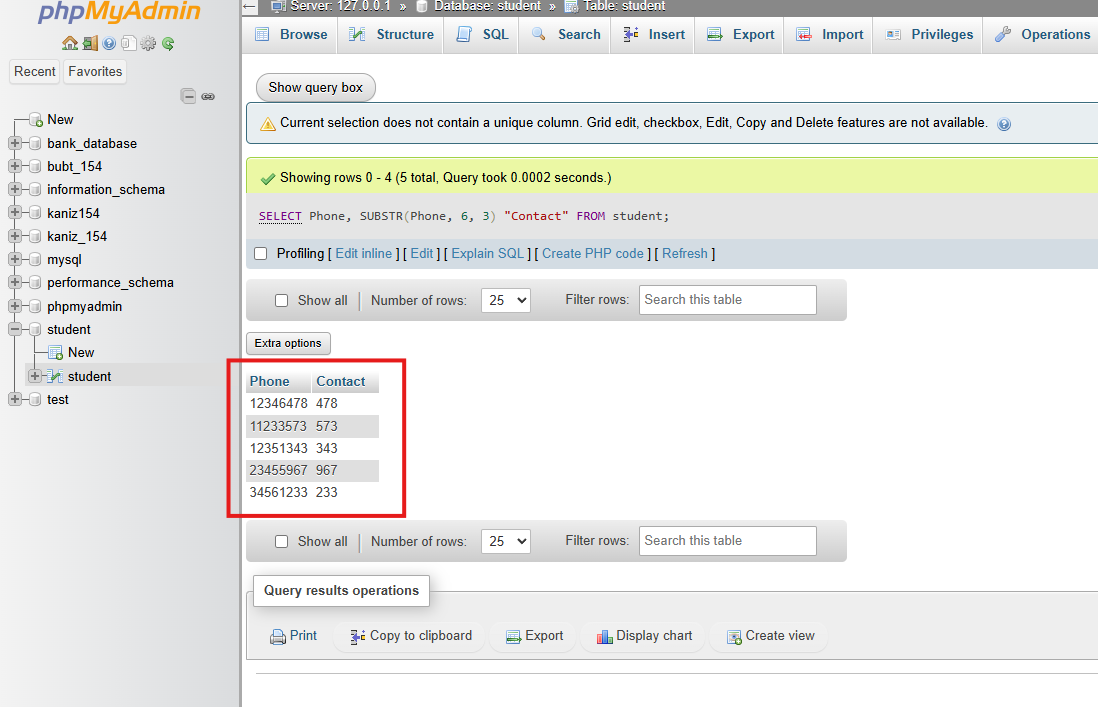 phpMyAdmin
Recent Favorites
New
bank_database
bubt_154
information_schema
kaniz154
kaniz_154
mysql
performance_schema
phpmyadmin
student
New
student
test
Server: 127.0.0.1 » Database: student » Table: student
Browse Structure SQL Search Insert Export Import Privileges Operations
Show query box
Current selection does not contain a unique column. Grid edit, checkbox, Edit, Copy and Delete features are not available.
Showing rows 0 - 4 (5 total, Query took 0.0002 seconds.)
SELECT Phone, SUBSTR(Phone, 6, 3) "Contact" FROM student;
Profiling [ Edit inline ] [ Edit ] [ Explain SQL ] [ Create PHP code ] [ Refresh ]
Show all Number of rows: 25 Filter rows: Search this table
Extra options
Phone Contact
12346478 478
11233573 573
12351343 343
23455967 967
34561233 233
Show all Number of rows: 25 Filter rows: Search this table
Query results operations
Print Copy to clipboard Export Display chart Create view